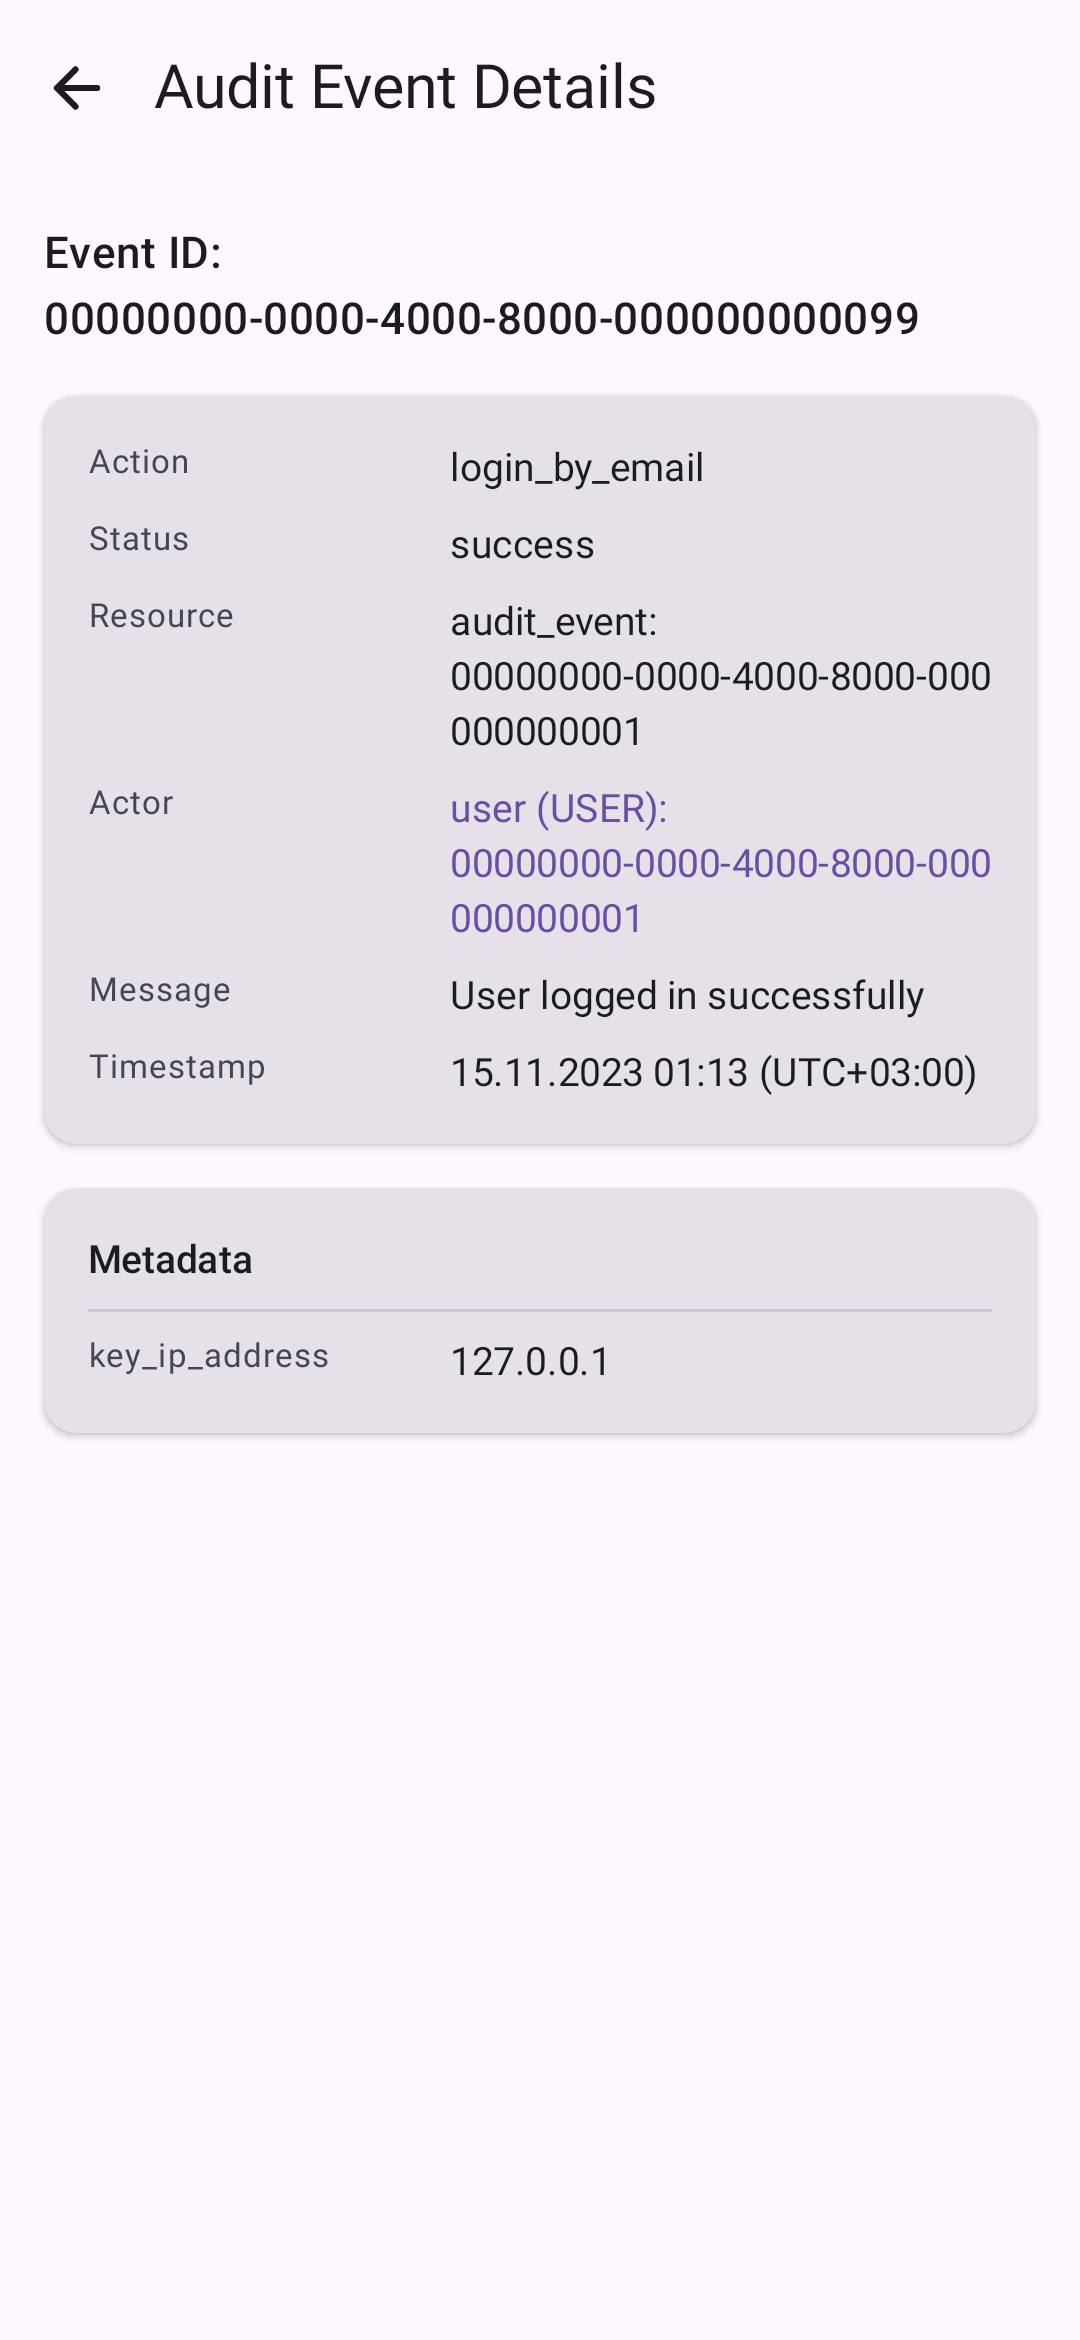 Audit Event Details
Event ID:
00000000-0000-4000-8000-000000000099
Action login_by_email
Status success
Resource audit_event:
00000000-0000-4000-8000-000
000000001
Actor user (USER):
00000000-0000-4000-8000-000
000000001
Message User logged in successfully
Timestamp 15.11.2023 01:13 (UTC+03:00)
Metadata
key_ip_address 127.0.0.1